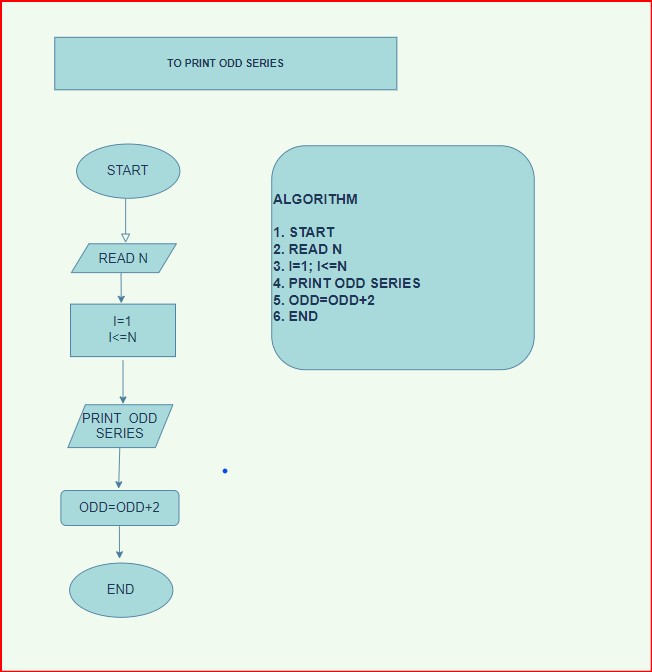 TO PRINT ODD SERIES
START
READ N
I=1
I<=N
PRINT  ODD
SERIES
ODD=ODD+2
END
ALGORITHM
1. START
2. READ N
3. I=1; I<=N
4. PRINT ODD SERIES
5. ODD=ODD+2
6. END